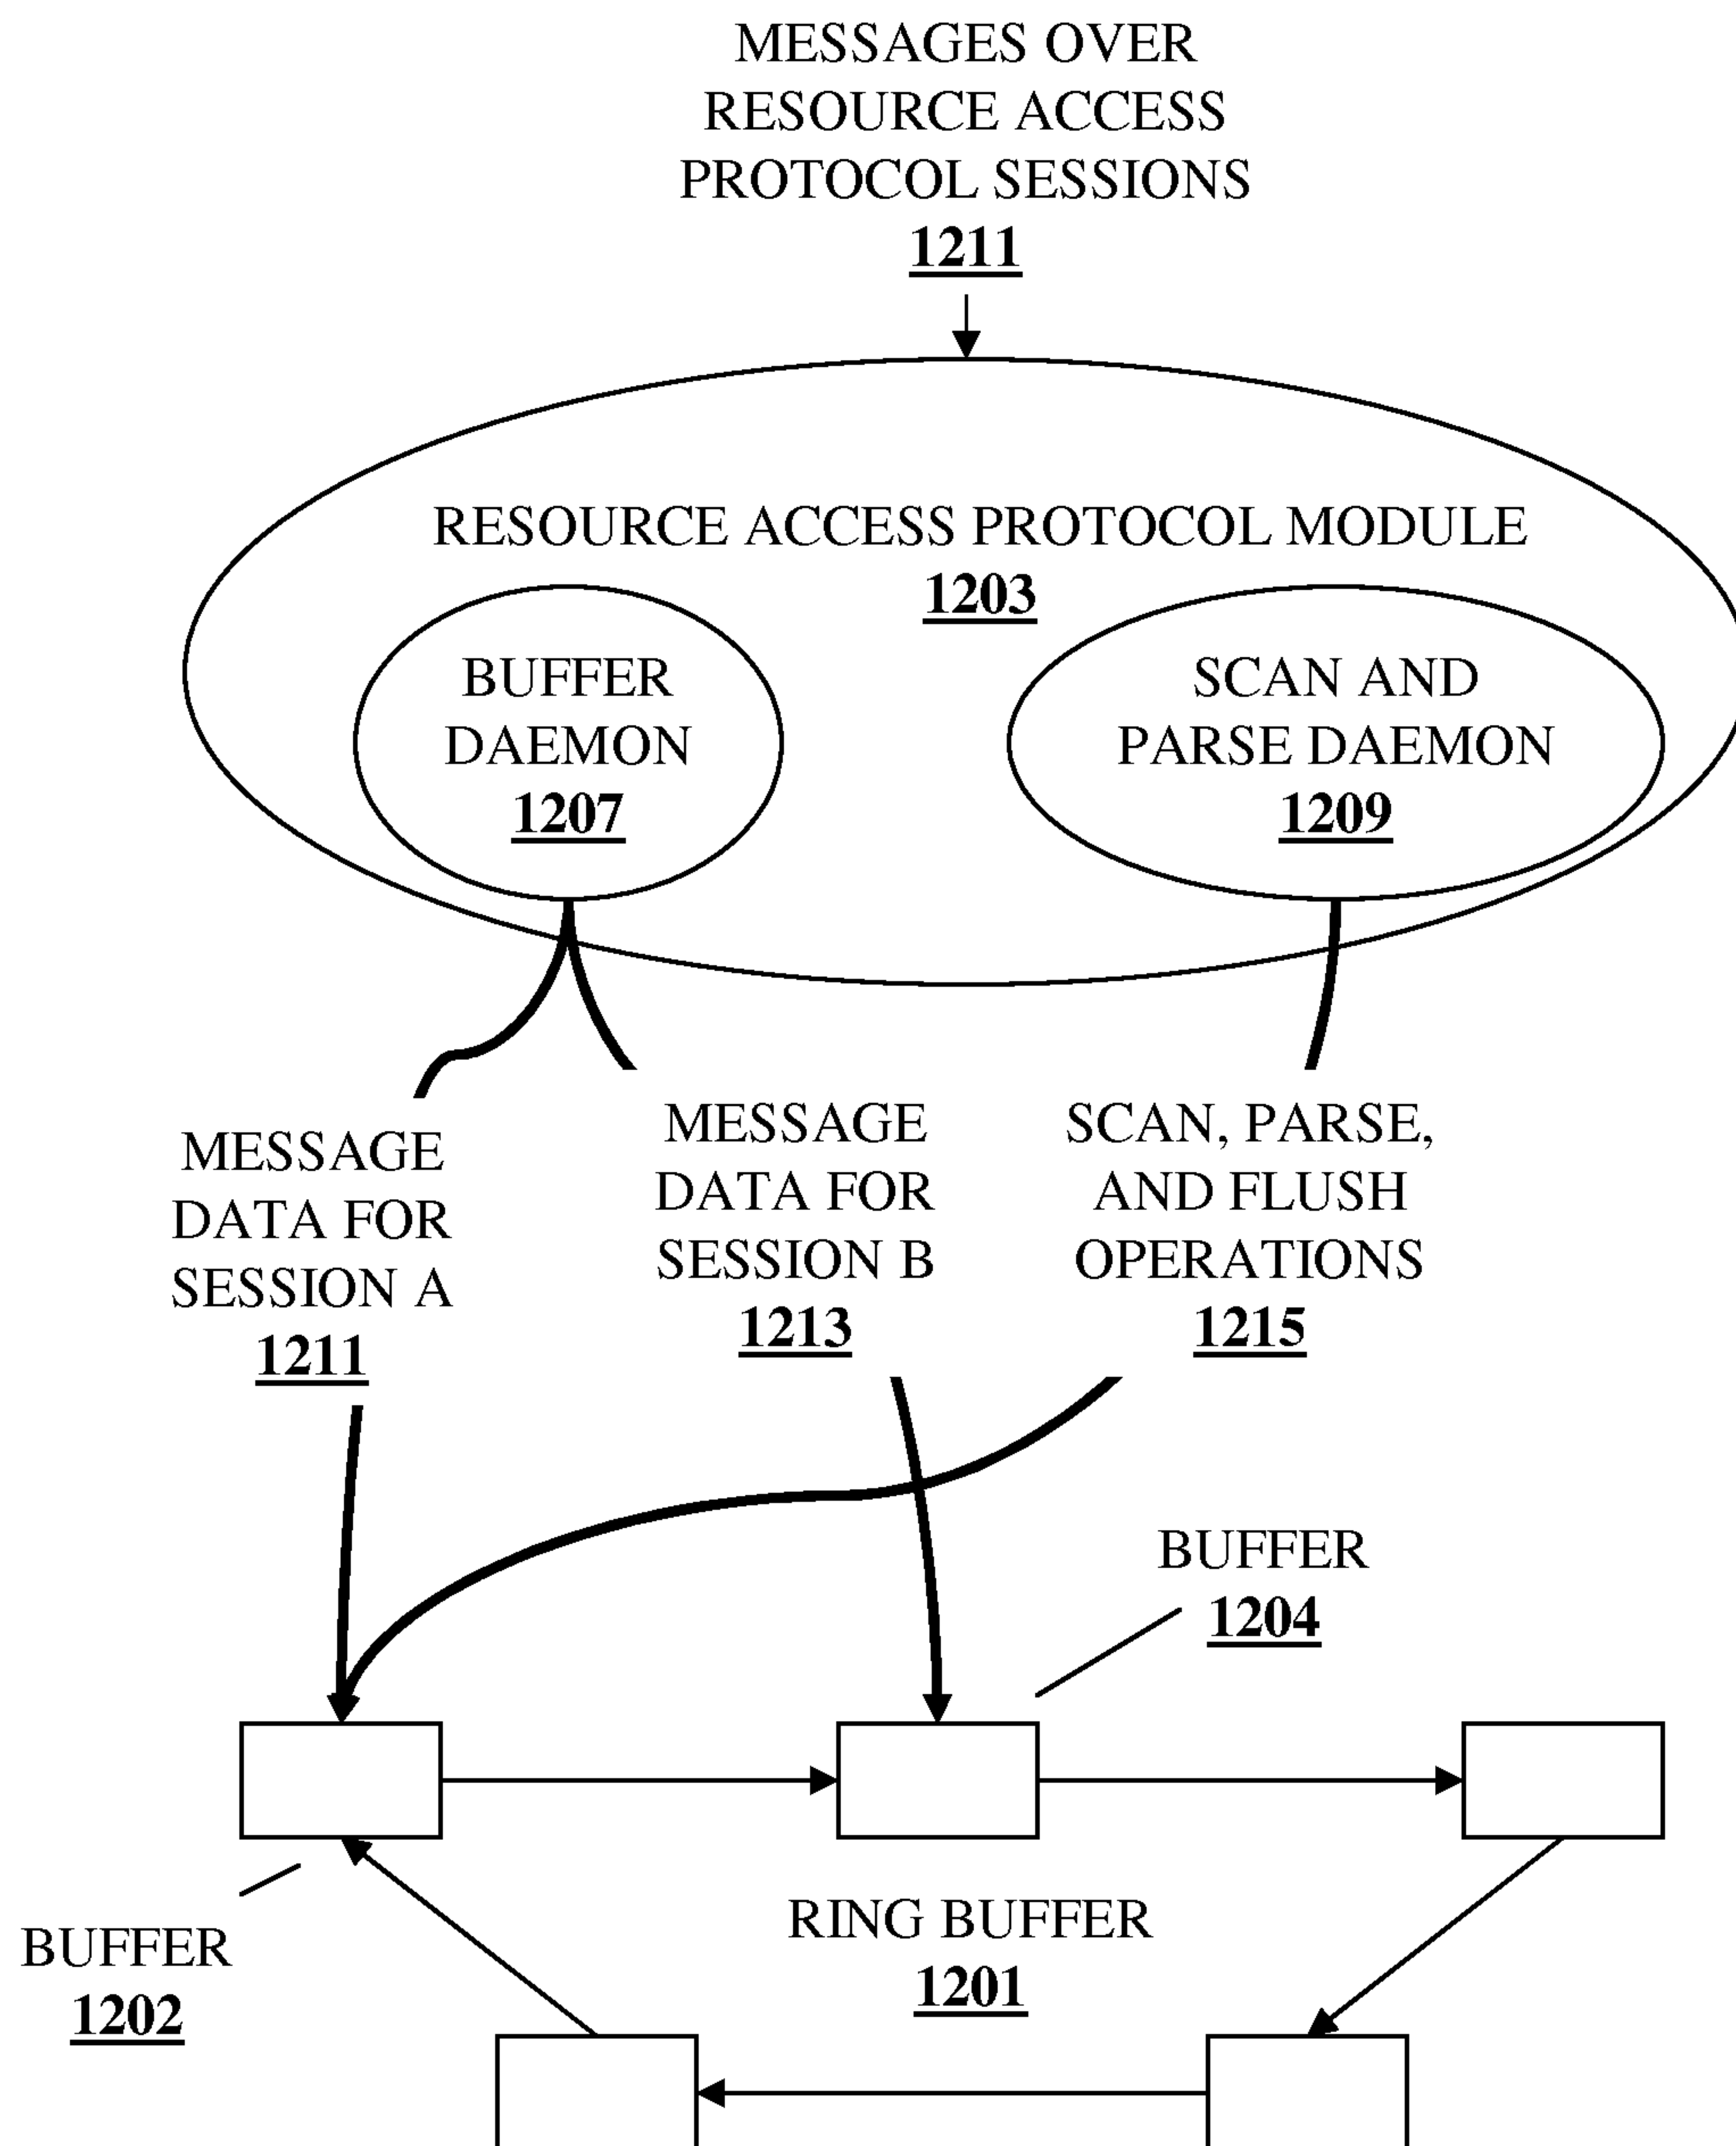 MESSAGES OVER
RESOURCE ACCESS
PROTOCOL SESSIONS
1211
RESOURCE ACCESS PROTOCOL MODULE
1203
BUFFER
DAEMON
1207
SCAN AND
PARSE DAEMON
1209
MESSAGE
DATA FOR
SESSION A
1211
MESSAGE
DATA FOR
SESSION B
1213
SCAN, PARSE,
AND FLUSH
OPERATIONS
1215
BUFFER
1204
BUFFER
1202
RING BUFFER
1201